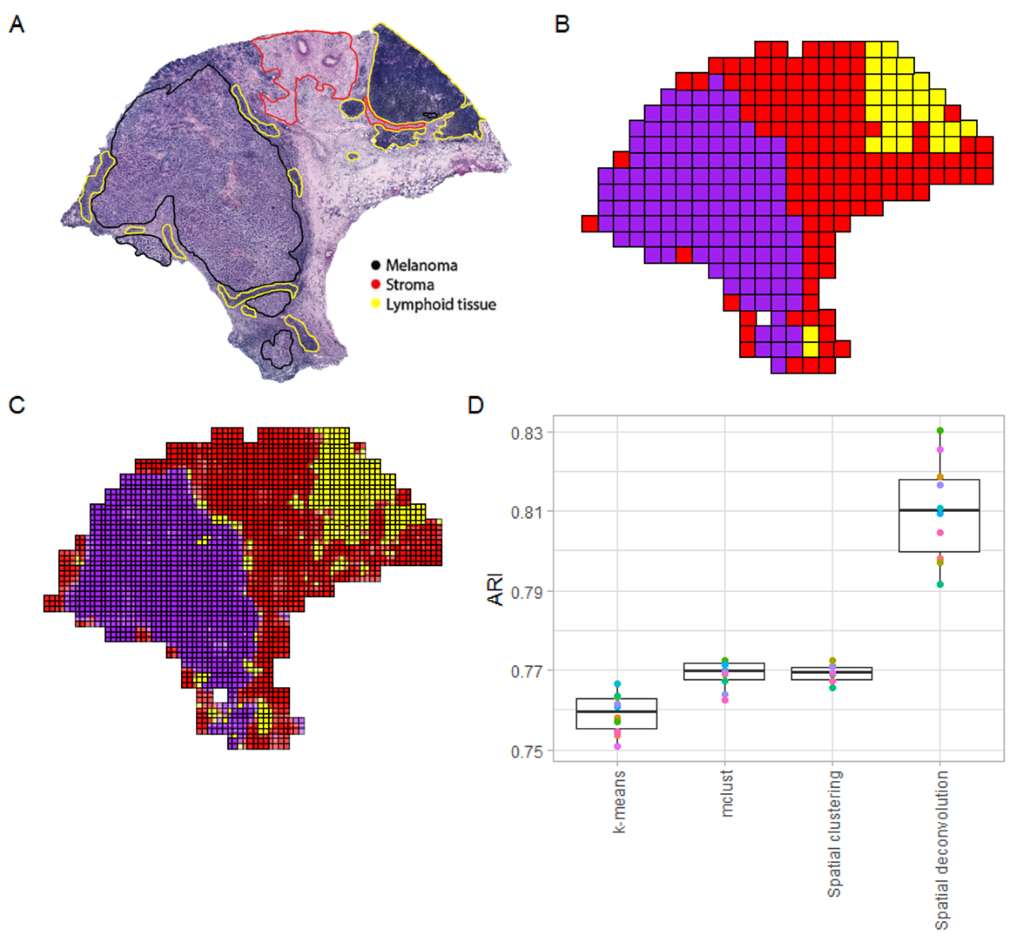 A
B
Melanoma
Stroma
Lymphoid tissue
C
D
0.83
0.81
0.79
0.77
0.75
ARI
k-means
mclust
Spatial clustering
Spatial deconvolution